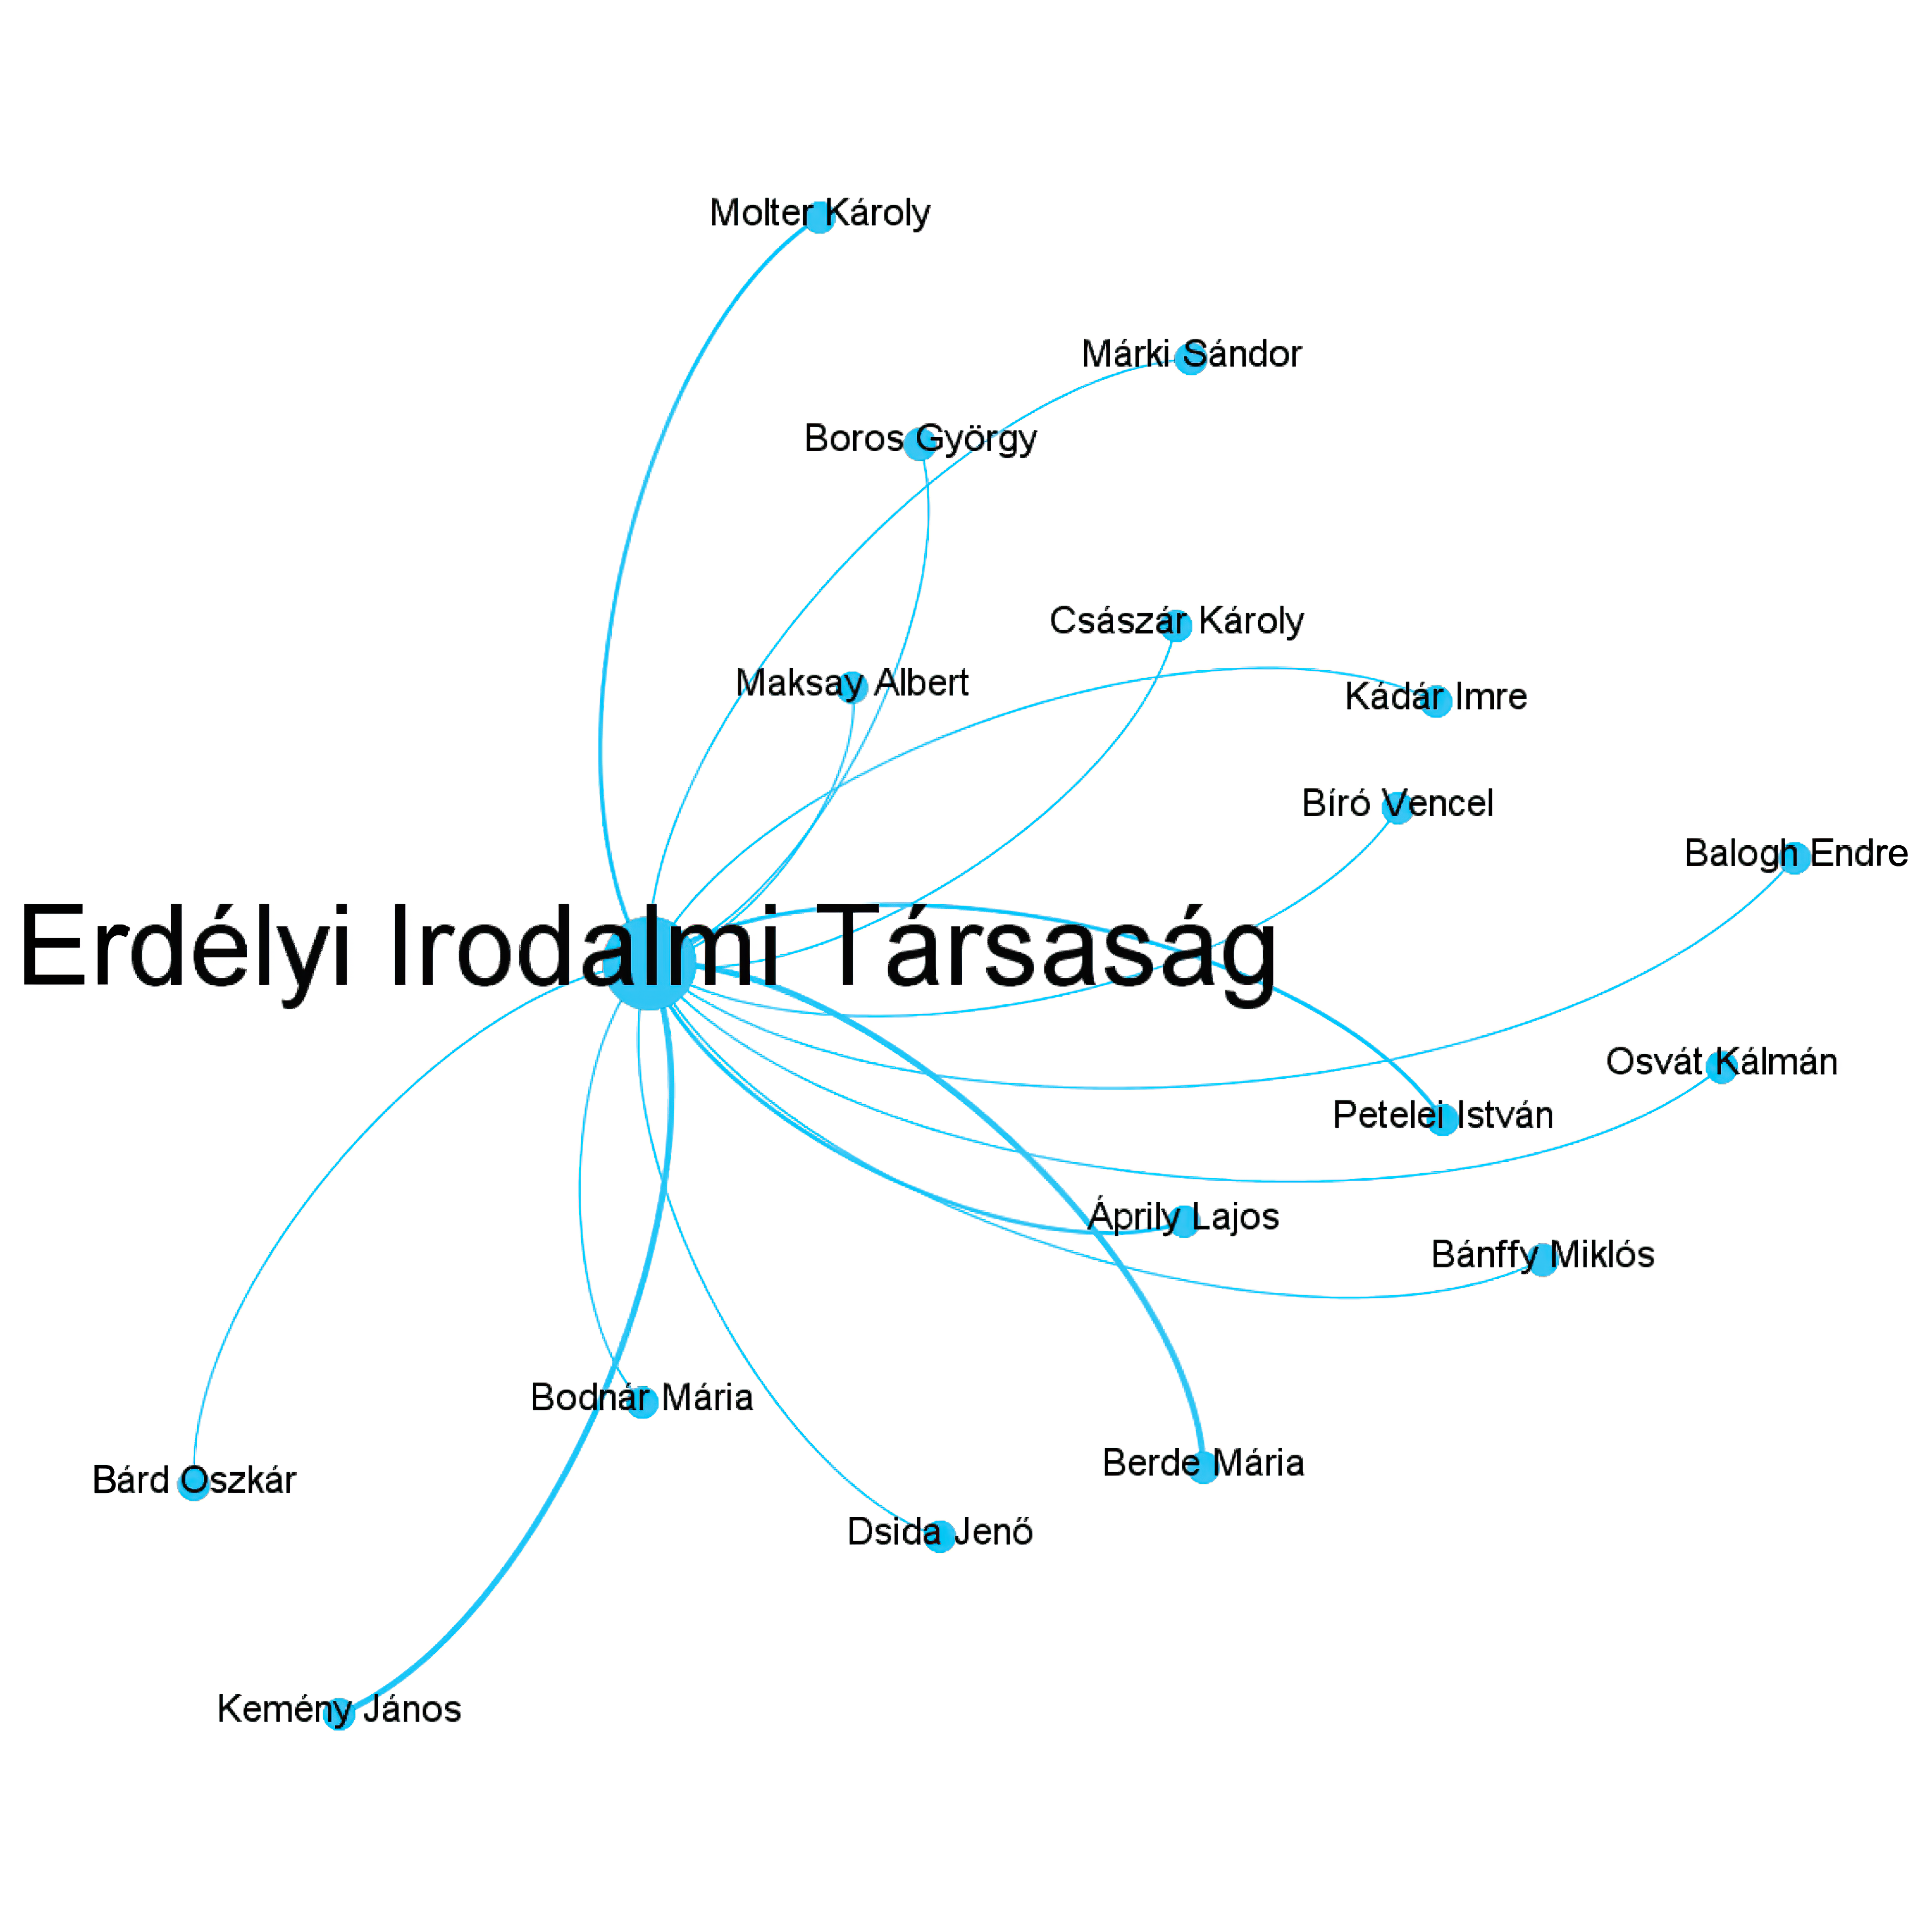 Molter Károly
Márki Sándor
Boros György
Császár Károly
Maksay Albert
Kádár Imre
Bíró Vencel
Balogh Endre
Erdélyi Irodalmi Társaság
Osvát Kálmán
Petelei István
Áprily Lajos
Bánffy Miklós
Bodnár Mária
Berde Mária
Bárd Oszkár
Dsida Jenő
Kemény János